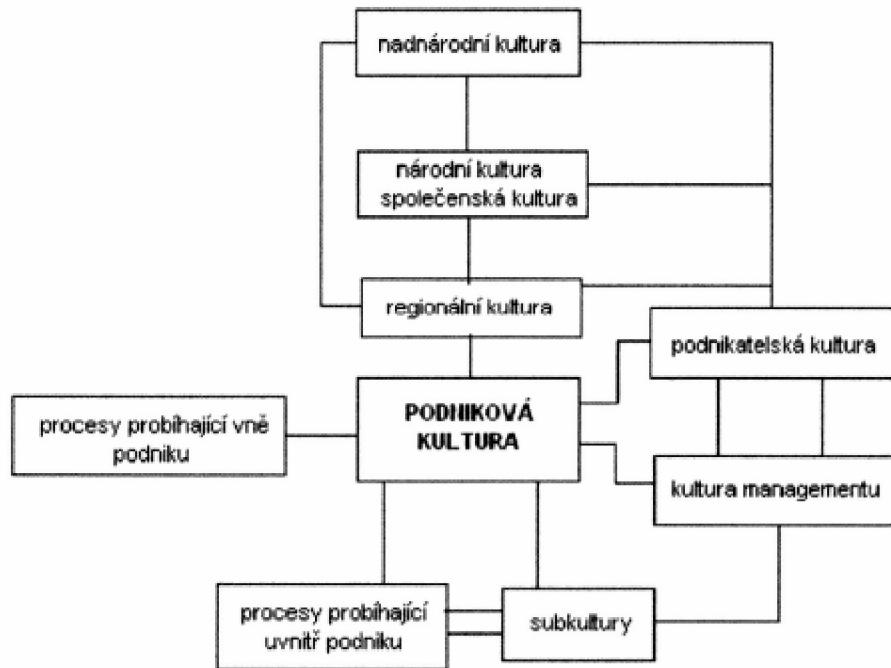 nadnárodní kultura
národní kultura
společenská kultura
regionální kultura
podnikatelská kultura
PODNIKOVÁ
KULTURA
procesy probíhající vně
podniku
kultura managementu
procesy probíhající
uvnitř podniku
subkultury